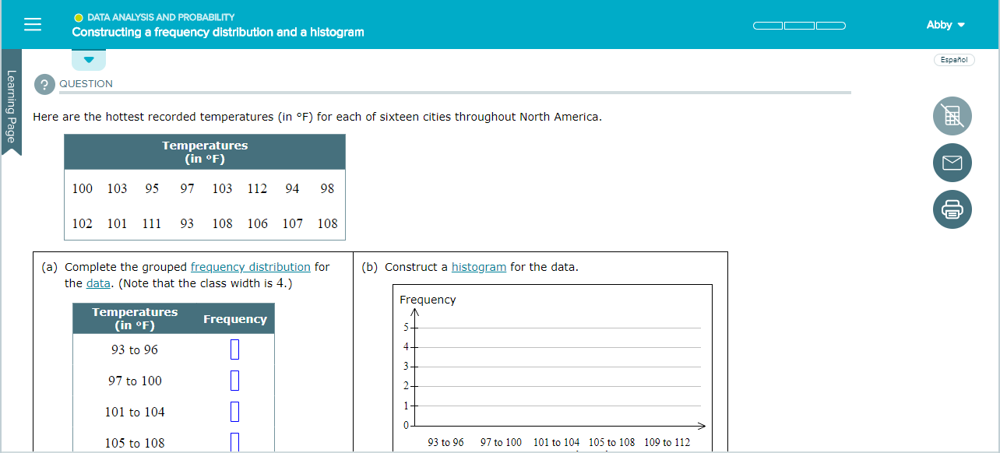 DATA ANALYSIS AND PROBABILITY
Constructing a frequency distribution and a histogram
Abby
Español
Learning Page
? QUESTION
Here are the hottest recorded temperatures (in °F) for each of sixteen cities throughout North America.
Temperatures
(in °F)
100 103 95 97 103 112 94 98
102 101 111 93 108 106 107 108
(a) Complete the grouped frequency distribution for
the data. (Note that the class width is 4.)
Temperatures
(in °F)
Frequency
93 to 96
97 to 100
101 to 104
105 to 108
(b) Construct a histogram for the data.
Frequency
5
4
3
2
1
0
93 to 96 97 to 100 101 to 104 105 to 108 109 to 112